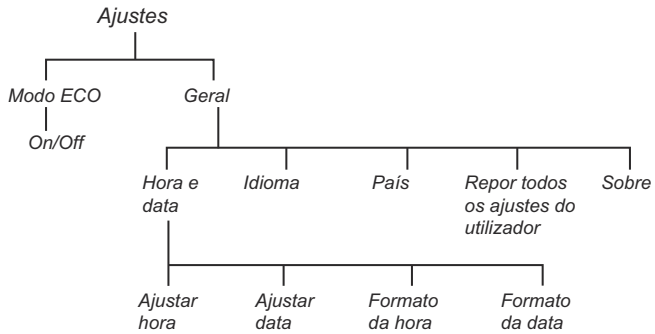 Ajustes
Modo ECO
Geral
On/Off
Hora e
data
Idioma
País
Repor todos
os ajustes do
utilizador
Sobre
Ajustar
hora
Ajustar
data
Formato
da hora
Formato
da data